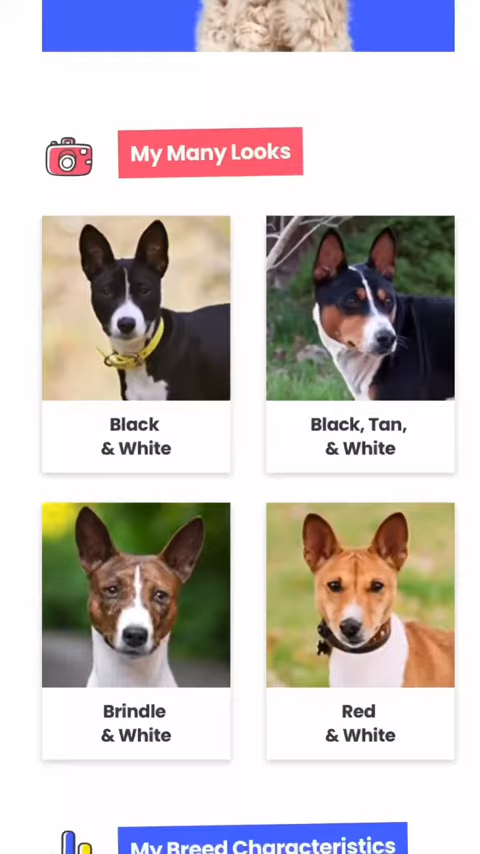 My Many Looks
Black
& White
Black, Tan,
& White
Brindle
& White
Red
& White
My Breed Characteristics